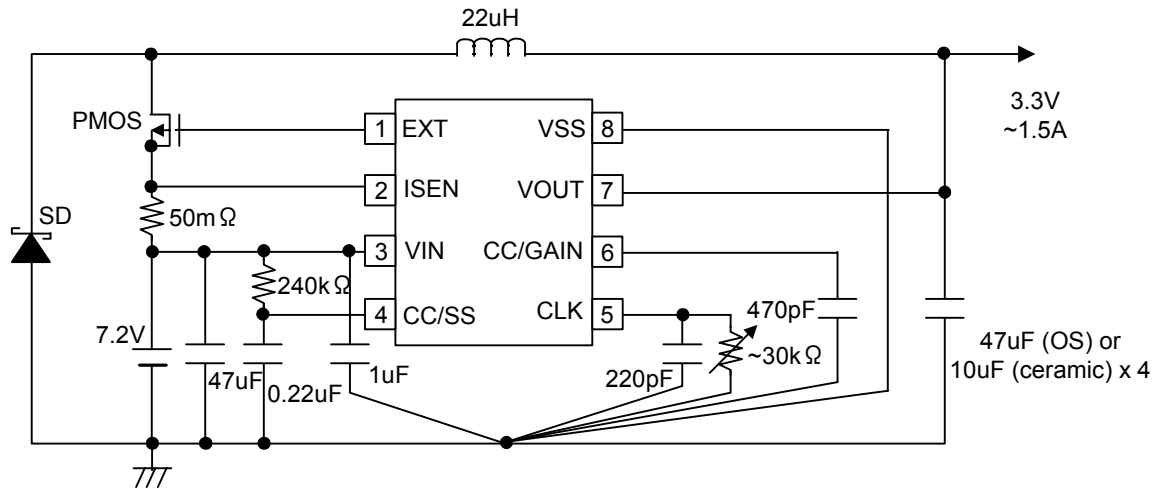 22uH
3.3V
~1.5A
PMOS
1 EXT
VSS 8
2 ISEN
VOUT 7
SD
50mΩ
3 VIN
CC/GAIN 6
240kΩ
4 CC/SS
CLK 5
470pF
7.2V
47uF
0.22uF
1uF
220pF
~30kΩ
47uF (OS) or
10uF (ceramic) x 4